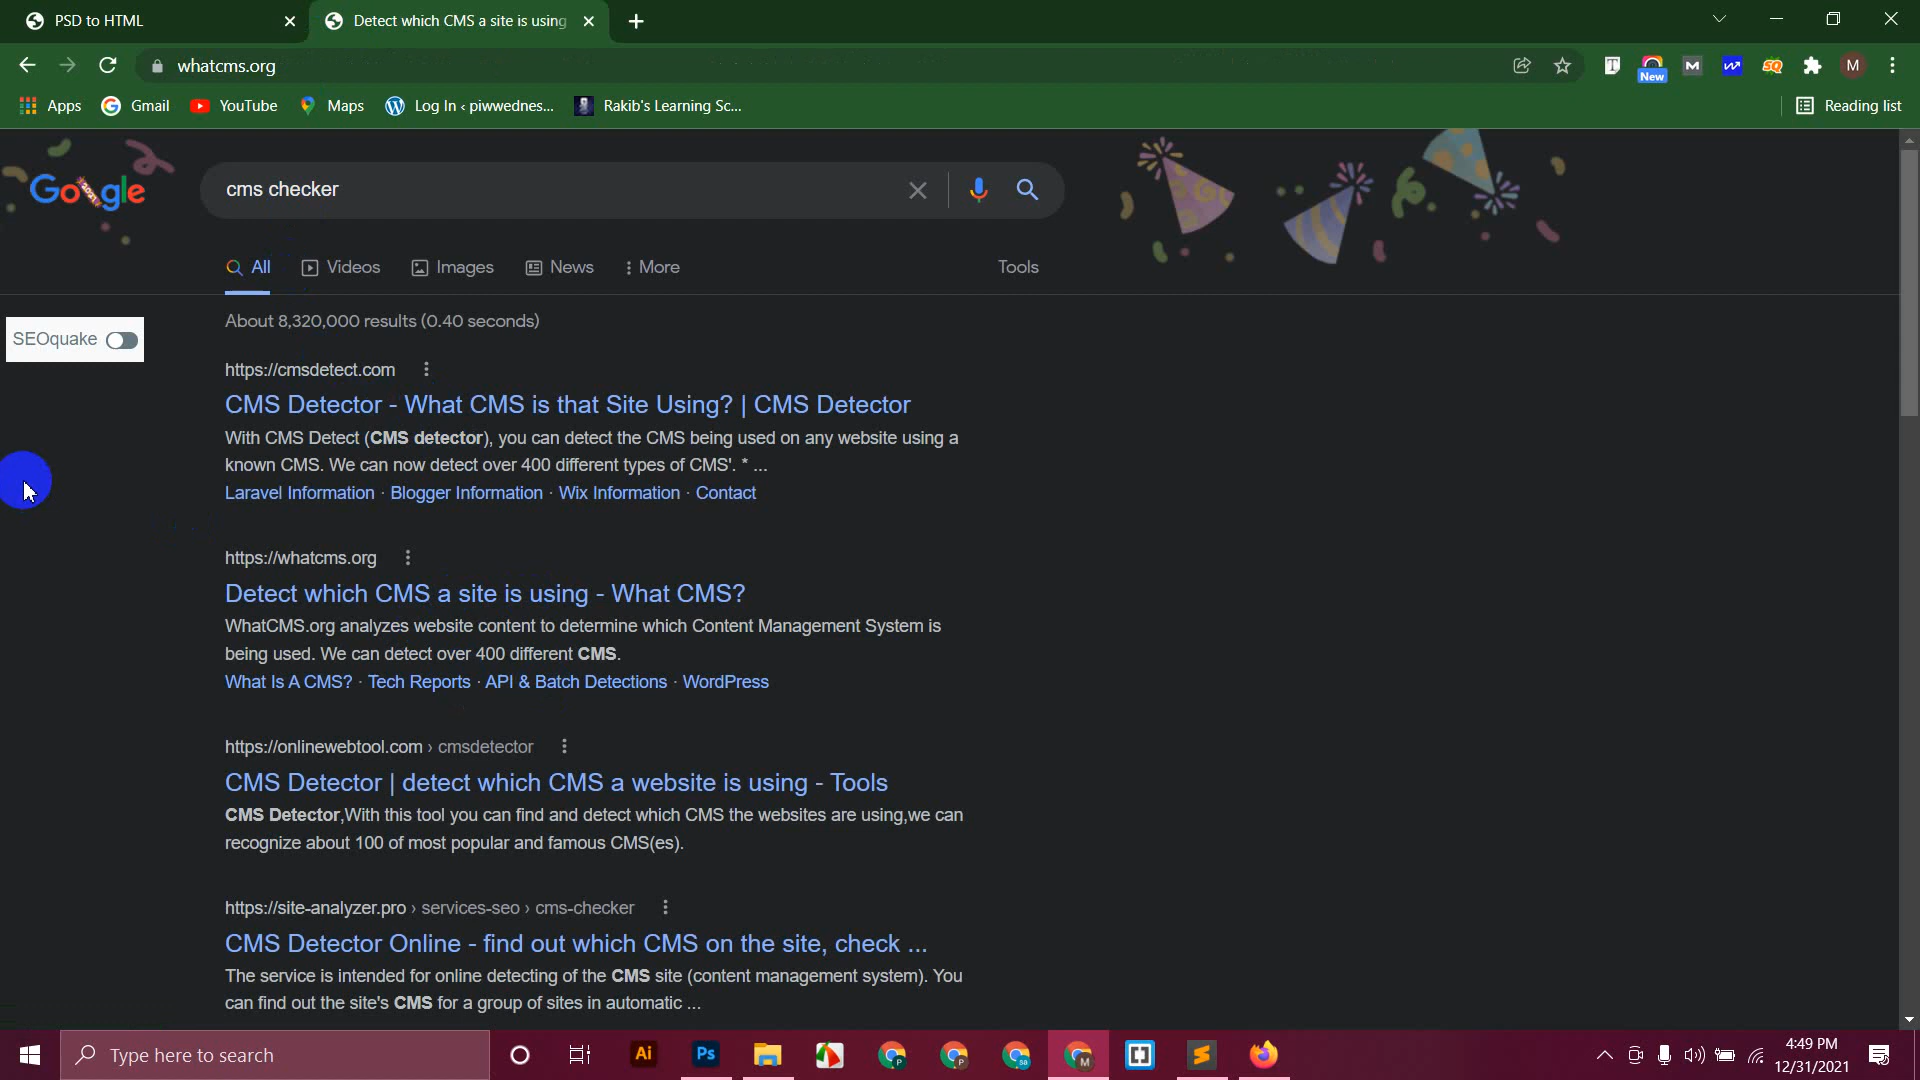 PSD to HTML
Detect which CMS a site is using
whatcms.org
New
M
Apps
Gmail
YouTube
Maps
Log In ‹ piwwednes...
Rakib's Learning Sc...
Reading list
Google
cms checker
All
Videos
Images
News
More
Tools
About 8,320,000 results (0.40 seconds)
SEOquake
https://cmsdetect.com
CMS Detector - What CMS is that Site Using? | CMS Detector
With CMS Detect (CMS detector), you can detect the CMS being used on any website using a
known CMS. We can now detect over 400 different types of CMS'. * ...
Laravel Information · Blogger Information · Wix Information · Contact
https://whatcms.org
Detect which CMS a site is using - What CMS?
WhatCMS.org analyzes website content to determine which Content Management System is
being used. We can detect over 400 different CMS.
What Is A CMS? · Tech Reports · API & Batch Detections · WordPress
https://onlinewebtool.com › cmsdetector
CMS Detector | detect which CMS a website is using - Tools
CMS Detector,With this tool you can find and detect which CMS the websites are using,we can
recognize about 100 of most popular and famous CMS(es).
https://site-analyzer.pro › services-seo › cms-checker
CMS Detector Online - find out which CMS on the site, check ...
The service is intended for online detecting of the CMS site (content management system). You
can find out the site's CMS for a group of sites in automatic ...
Type here to search
Ai
Ps
4:49 PM
12/31/2021